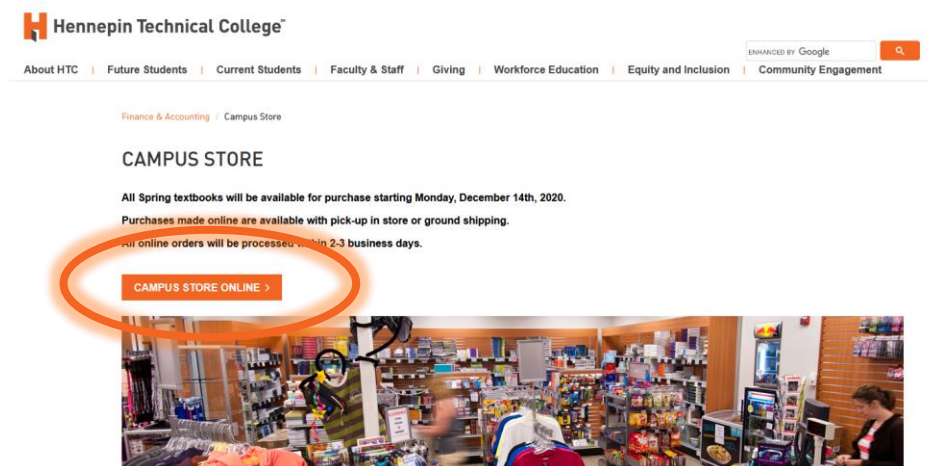 Hennepin Technical College™
ENHANCED BY Google
About HTC | Future Students | Current Students | Faculty & Staff | Giving | Workforce Education | Equity and Inclusion | Community Engagement
Finance & Accounting / Campus Store
CAMPUS STORE
All Spring textbooks will be available for purchase starting Monday, December 14th, 2020.
Purchases made online are available with pick-up in store or ground shipping.
All online orders will be processed within 2-3 business days.
CAMPUS STORE ONLINE >